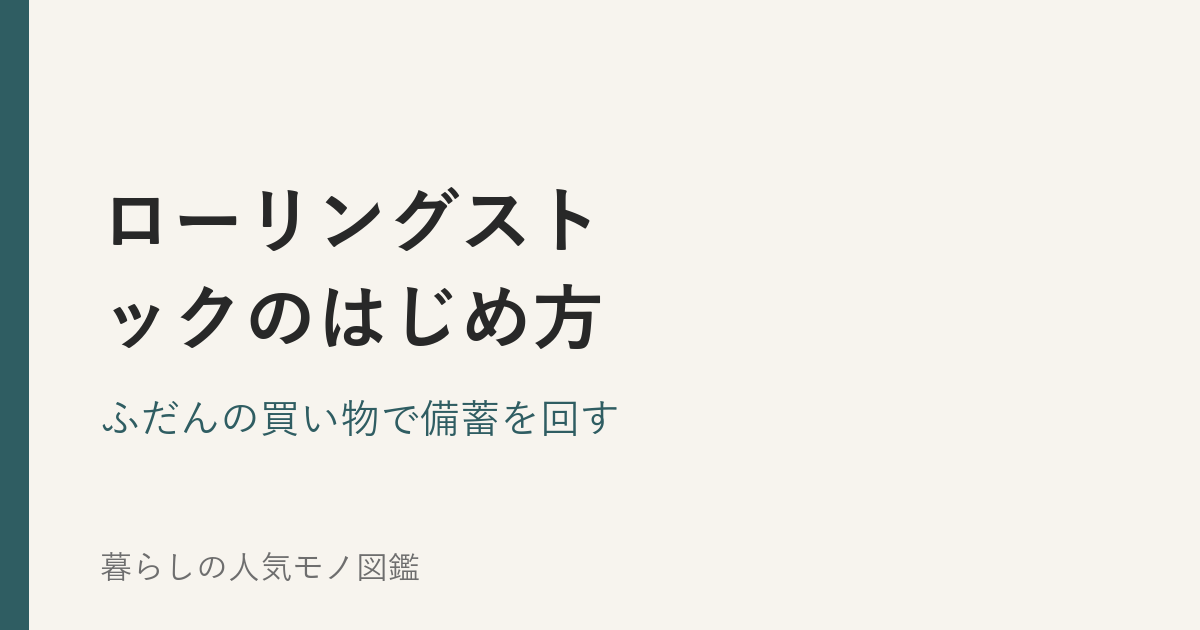 ローリングスト
ックのはじめ方
ふだんの買い物で備蓄を回す
暮らしの人気モノ図鑑